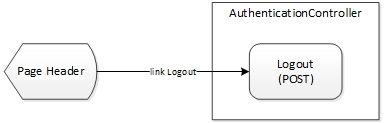 AuthenticationController
Page Header
link Logout
Logout
(POST)